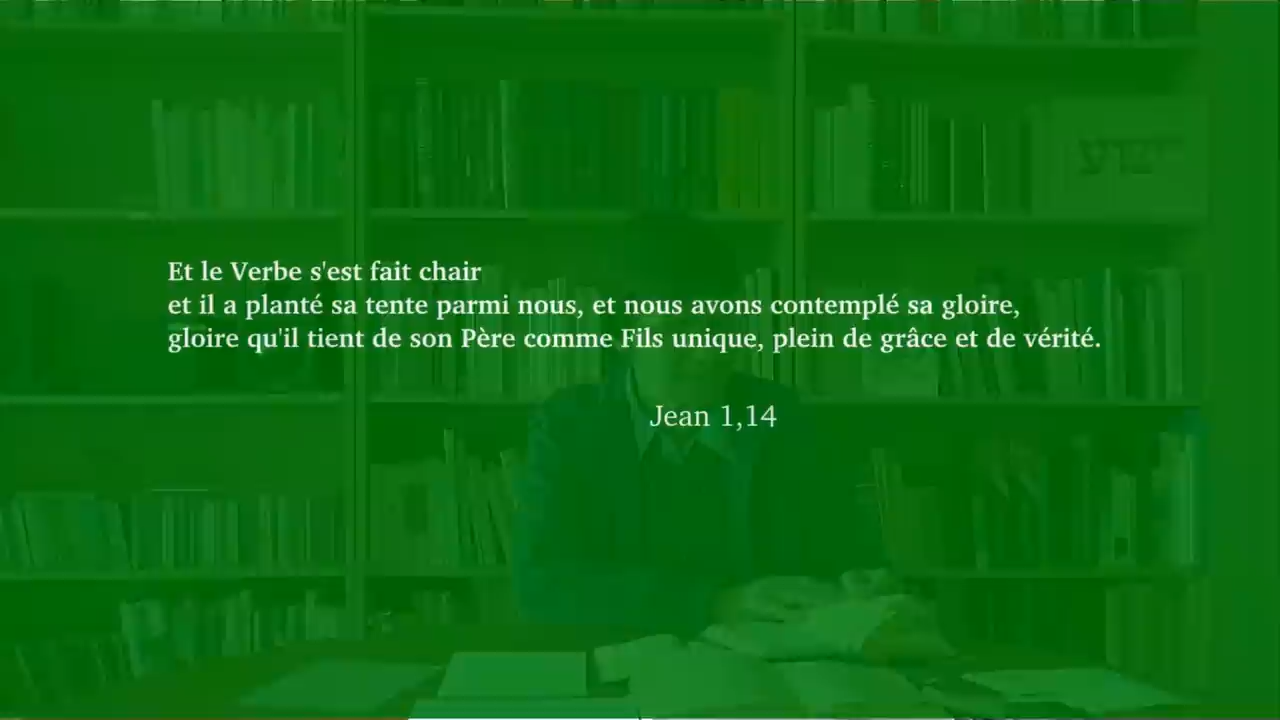 Et le Verbe s'est fait chair
et il a planté sa tente parmi nous, et nous avons contemplé sa gloire,
gloire qu'il tient de son Père comme Fils unique, plein de grâce et de vérité.
Jean 1,14